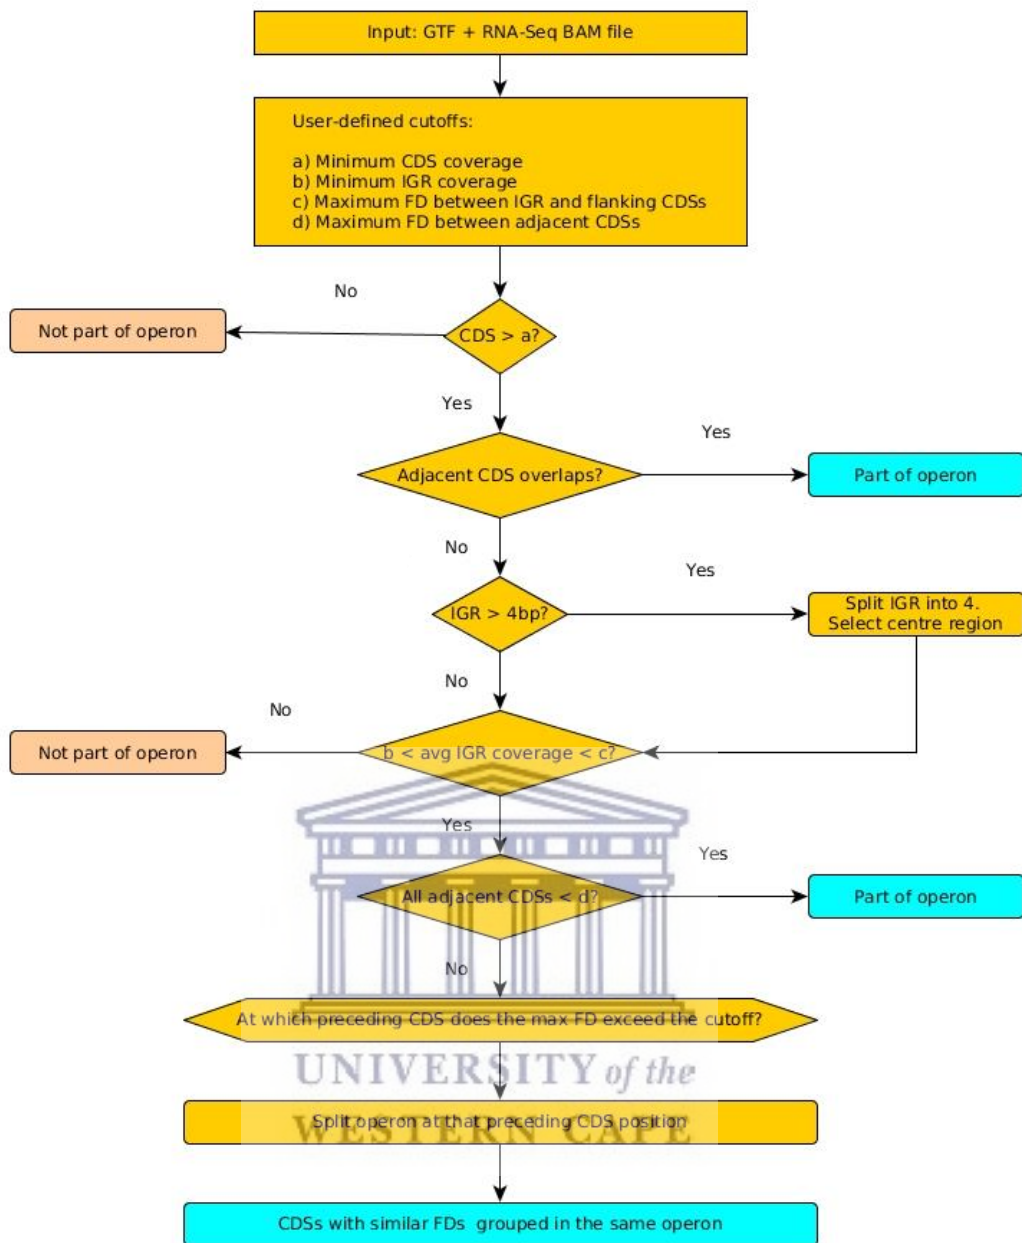 Input: GTF + RNA-Seq BAM file
User-defined cutoffs:
a) Minimum CDS coverage
b) Minimum IGR coverage
c) Maximum FD between IGR and flanking CDSs
d) Maximum FD between adjacent CDSs
No
Not part of operon
CDS > a?
Yes
Yes
Adjacent CDS overlaps?
Part of operon
No
Yes
IGR > 4bp?
Split IGR into 4.
Select centre region
No
No
Not part of operon
b < avg IGR coverage < c?
Yes
Yes
All adjacent CDSs < d?
Part of operon
No
At which preceding CDS does the max FD exceed the cutoff?
UNIVERSITY of the
WESTERN CAPE
Split operon at that preceding CDS position
CDSs with similar FDs grouped in the same operon